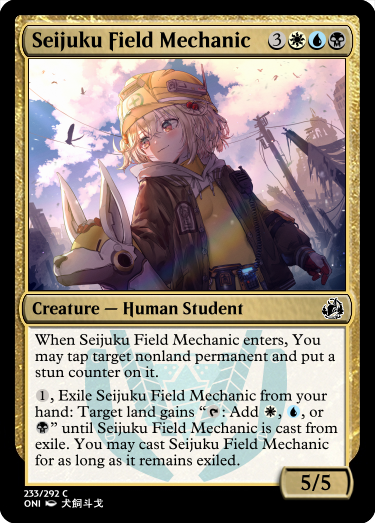 Seijuku Field Mechanic 3
Creature — Human Student
When Seijuku Field Mechanic enters, You
may tap target nonland permanent and put a
stun counter on it.
1, Exile Seijuku Field Mechanic from your
hand: Target land gains “: Add , , or
” until Seijuku Field Mechanic is cast from
exile. You may cast Seijuku Field Mechanic
for as long as it remains exiled.
5/5
233/292 C
ONI 犬飼斗戈